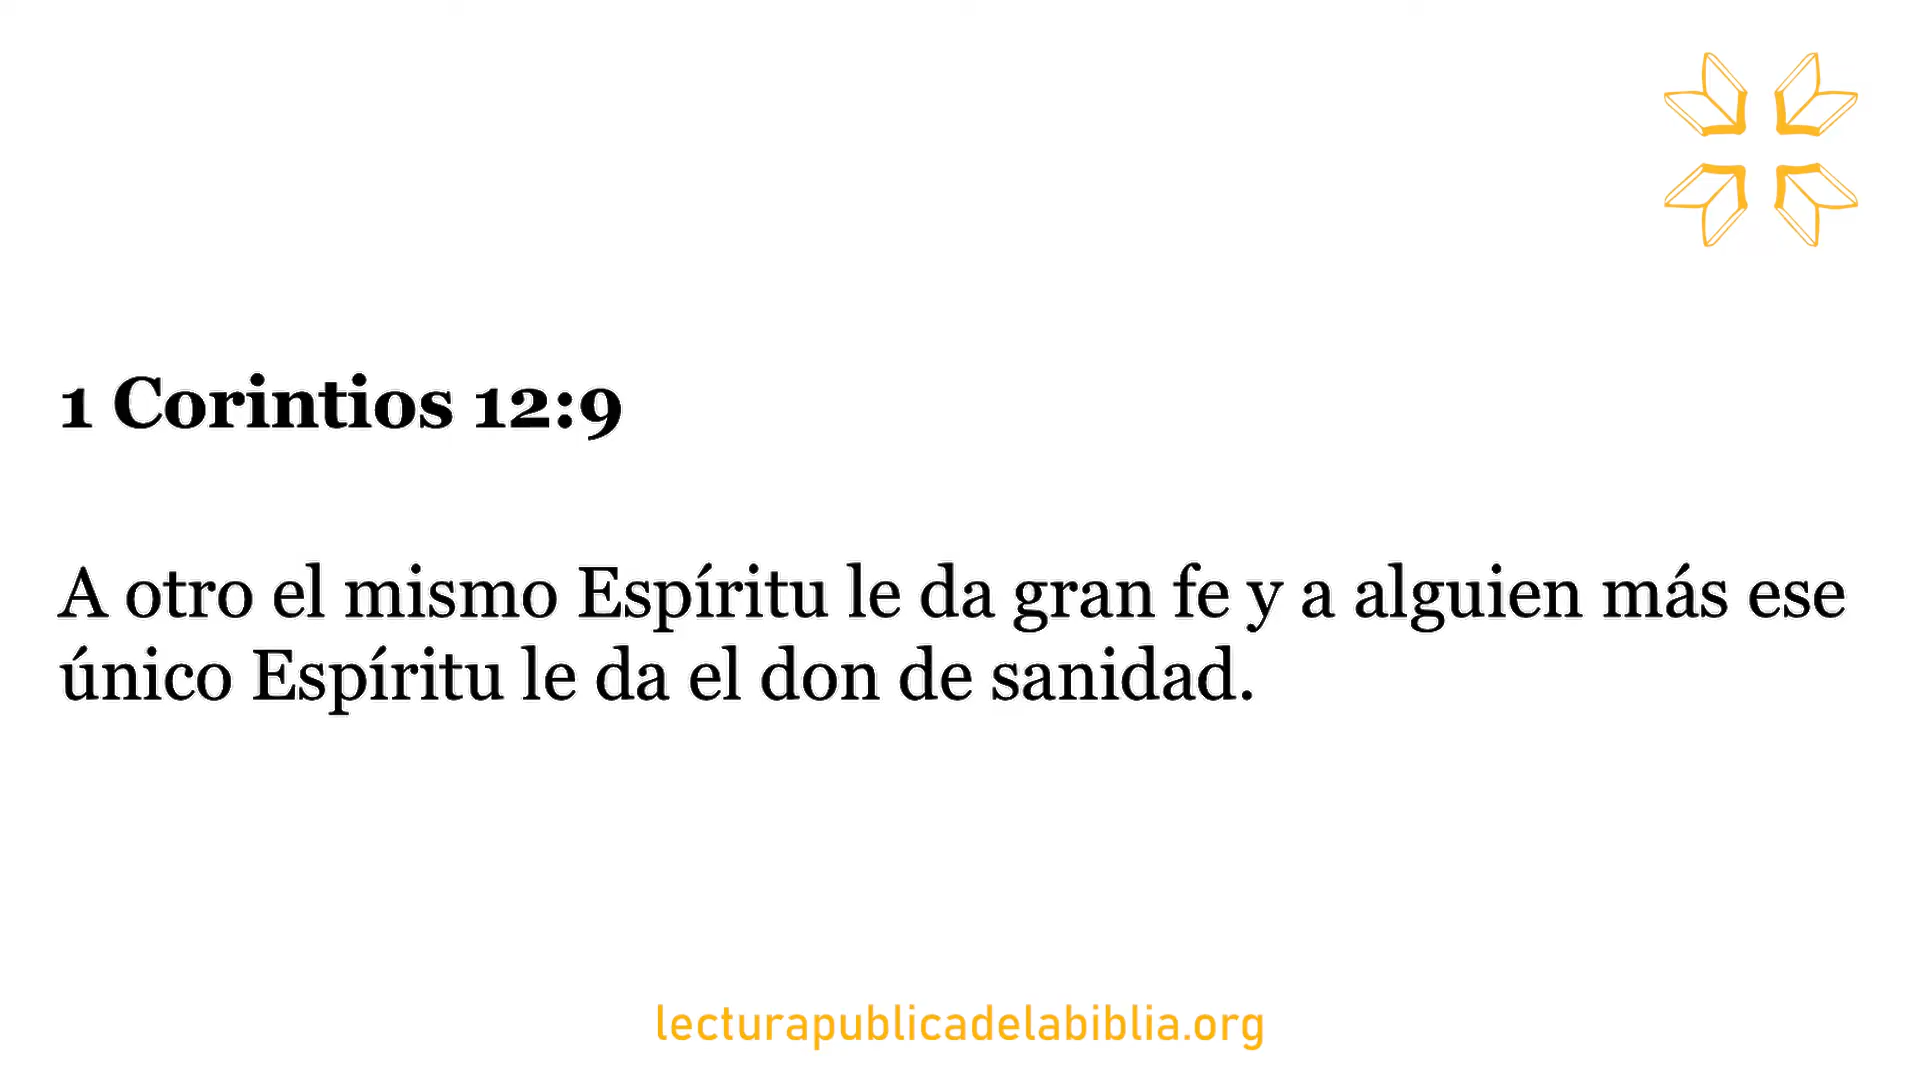 1 Corintios 12:9
A otro el mismo Espíritu le da gran fe y a alguien más ese
único Espíritu le da el don de sanidad.
lecturapublicadelabiblia.org